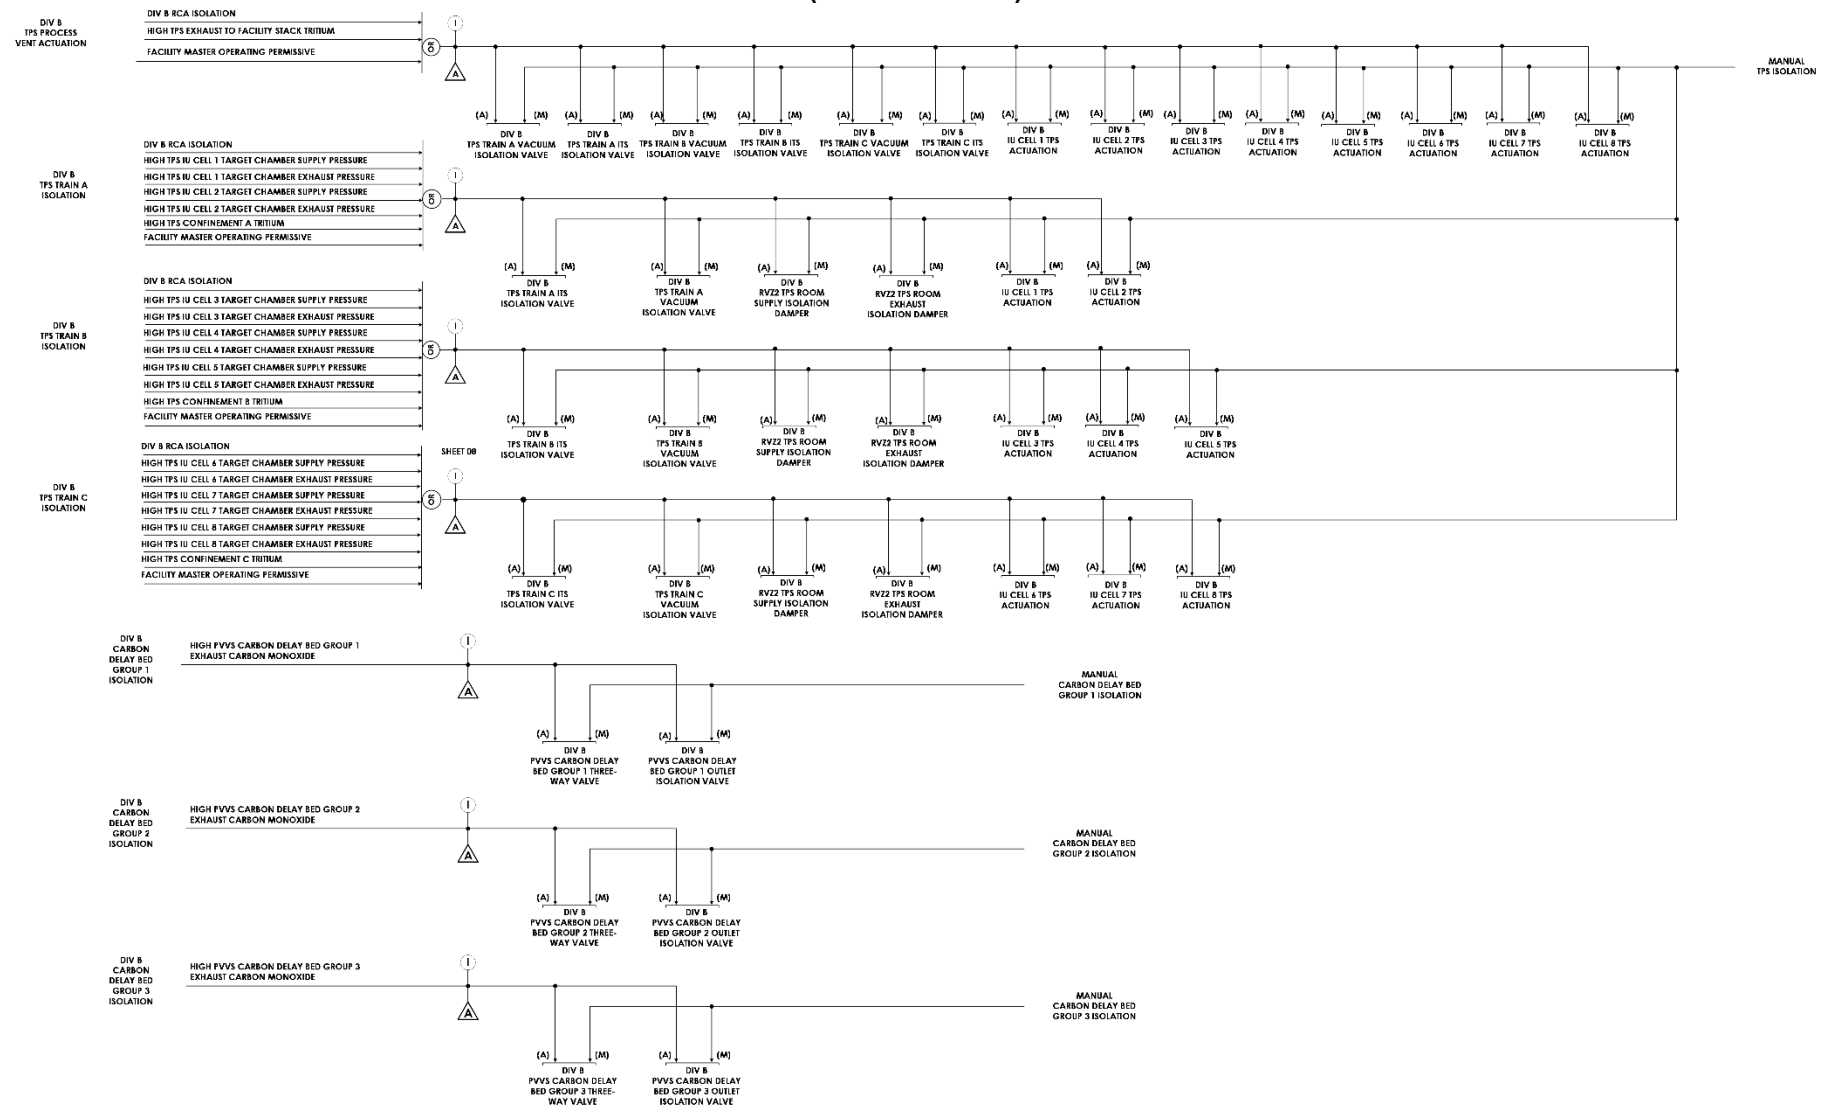 DIV B
TPS PROCESS
VENT ACTUATION
DIV B RCA ISOLATION
HIGH TPS EXHAUST TO FACILITY STACK TRITIUM
FACILITY MASTER OPERATING PERMISSIVE
OR
I
A
MANUAL
TPS ISOLATION
(A) (M)
DIV B
TPS TRAIN A VACUUM
ISOLATION VALVE
(A) (M)
DIV B
TPS TRAIN A ITS
ISOLATION VALVE
(A) (M)
DIV B
TPS TRAIN B VACUUM
ISOLATION VALVE
(A) (M)
DIV B
TPS TRAIN B ITS
ISOLATION VALVE
(A) (M)
DIV B
TPS TRAIN C VACUUM
ISOLATION VALVE
(A) (M)
DIV B
TPS TRAIN C ITS
ISOLATION VALVE
(A) (M)
DIV B
IU CELL 1 TPS
ACTUATION
(A) (M)
DIV B
IU CELL 2 TPS
ACTUATION
(A) (M)
DIV B
IU CELL 3 TPS
ACTUATION
(A) (M)
DIV B
IU CELL 4 TPS
ACTUATION
(A) (M)
DIV B
IU CELL 5 TPS
ACTUATION
(A) (M)
DIV B
IU CELL 6 TPS
ACTUATION
(A) (M)
DIV B
IU CELL 7 TPS
ACTUATION
(A) (M)
DIV B
IU CELL 8 TPS
ACTUATION
DIV B
TPS TRAIN A
ISOLATION
DIV B RCA ISOLATION
HIGH TPS IU CELL 1 TARGET CHAMBER SUPPLY PRESSURE
HIGH TPS IU CELL 1 TARGET CHAMBER EXHAUST PRESSURE
HIGH TPS IU CELL 2 TARGET CHAMBER SUPPLY PRESSURE
HIGH TPS IU CELL 2 TARGET CHAMBER EXHAUST PRESSURE
HIGH TPS CONFINEMENT A TRITIUM
FACILITY MASTER OPERATING PERMISSIVE
OR
I
A
(A) (M)
DIV B
TPS TRAIN A ITS
ISOLATION VALVE
(A) (M)
DIV B
TPS TRAIN A
VACUUM
ISOLATION VALVE
(A) (M)
DIV B
RVZ2 TPS ROOM
SUPPLY ISOLATION
DAMPER
(A) (M)
DIV B
RVZ2 TPS ROOM
EXHAUST
ISOLATION DAMPER
(A) (M)
DIV B
IU CELL 1 TPS
ACTUATION
(A) (M)
DIV B
IU CELL 2 TPS
ACTUATION
DIV B
TPS TRAIN B
ISOLATION
DIV B RCA ISOLATION
HIGH TPS IU CELL 3 TARGET CHAMBER SUPPLY PRESSURE
HIGH TPS IU CELL 3 TARGET CHAMBER EXHAUST PRESSURE
HIGH TPS IU CELL 4 TARGET CHAMBER SUPPLY PRESSURE
HIGH TPS IU CELL 4 TARGET CHAMBER EXHAUST PRESSURE
HIGH TPS IU CELL 5 TARGET CHAMBER SUPPLY PRESSURE
HIGH TPS IU CELL 5 TARGET CHAMBER EXHAUST PRESSURE
HIGH TPS CONFINEMENT B TRITIUM
FACILITY MASTER OPERATING PERMISSIVE
OR
I
A
(A) (M)
DIV B
TPS TRAIN B ITS
ISOLATION VALVE
(A) (M)
DIV B
TPS TRAIN B
VACUUM
ISOLATION VALVE
(A) (M)
DIV B
RVZ2 TPS ROOM
SUPPLY ISOLATION
DAMPER
(A) (M)
DIV B
RVZ2 TPS ROOM
EXHAUST
ISOLATION DAMPER
(A) (M)
DIV B
IU CELL 3 TPS
ACTUATION
(A) (M)
DIV B
IU CELL 4 TPS
ACTUATION
(A) (M)
DIV B
IU CELL 5 TPS
ACTUATION
DIV B
TPS TRAIN C
ISOLATION
DIV B RCA ISOLATION
HIGH TPS IU CELL 6 TARGET CHAMBER SUPPLY PRESSURE
HIGH TPS IU CELL 6 TARGET CHAMBER EXHAUST PRESSURE
HIGH TPS IU CELL 7 TARGET CHAMBER SUPPLY PRESSURE
HIGH TPS IU CELL 7 TARGET CHAMBER EXHAUST PRESSURE
HIGH TPS IU CELL 8 TARGET CHAMBER SUPPLY PRESSURE
HIGH TPS IU CELL 8 TARGET CHAMBER EXHAUST PRESSURE
HIGH TPS CONFINEMENT C TRITIUM
FACILITY MASTER OPERATING PERMISSIVE
SHEET 08
OR
I
A
(A) (M)
DIV B
TPS TRAIN C ITS
ISOLATION VALVE
(A) (M)
DIV B
TPS TRAIN C
VACUUM
ISOLATION VALVE
(A) (M)
DIV B
RVZ2 TPS ROOM
SUPPLY ISOLATION
DAMPER
(A) (M)
DIV B
RVZ2 TPS ROOM
EXHAUST
ISOLATION DAMPER
(A) (M)
DIV B
IU CELL 6 TPS
ACTUATION
(A) (M)
DIV B
IU CELL 7 TPS
ACTUATION
(A) (M)
DIV B
IU CELL 8 TPS
ACTUATION
DIV B
CARBON
DELAY BED
GROUP 1
ISOLATION
HIGH PVVS CARBON DELAY BED GROUP 1
EXHAUST CARBON MONOXIDE
I
A
MANUAL
CARBON DELAY BED
GROUP 1 ISOLATION
(A) (M)
DIV B
PVVS CARBON DELAY
BED GROUP 1 THREE-
WAY VALVE
(A) (M)
DIV B
PVVS CARBON DELAY
BED GROUP 1 OUTLET
ISOLATION VALVE
DIV B
CARBON
DELAY BED
GROUP 2
ISOLATION
HIGH PVVS CARBON DELAY BED GROUP 2
EXHAUST CARBON MONOXIDE
I
A
MANUAL
CARBON DELAY BED
GROUP 2 ISOLATION
(A) (M)
DIV B
PVVS CARBON DELAY
BED GROUP 2 THREE-
WAY VALVE
(A) (M)
DIV B
PVVS CARBON DELAY
BED GROUP 2 OUTLET
ISOLATION VALVE
DIV B
CARBON
DELAY BED
GROUP 3
ISOLATION
HIGH PVVS CARBON DELAY BED GROUP 3
EXHAUST CARBON MONOXIDE
I
A
MANUAL
CARBON DELAY BED
GROUP 3 ISOLATION
(A) (M)
DIV B
PVVS CARBON DELAY
BED GROUP 3 THREE-
WAY VALVE
(A) (M)
DIV B
PVVS CARBON DELAY
BED GROUP 3 OUTLET
ISOLATION VALVE